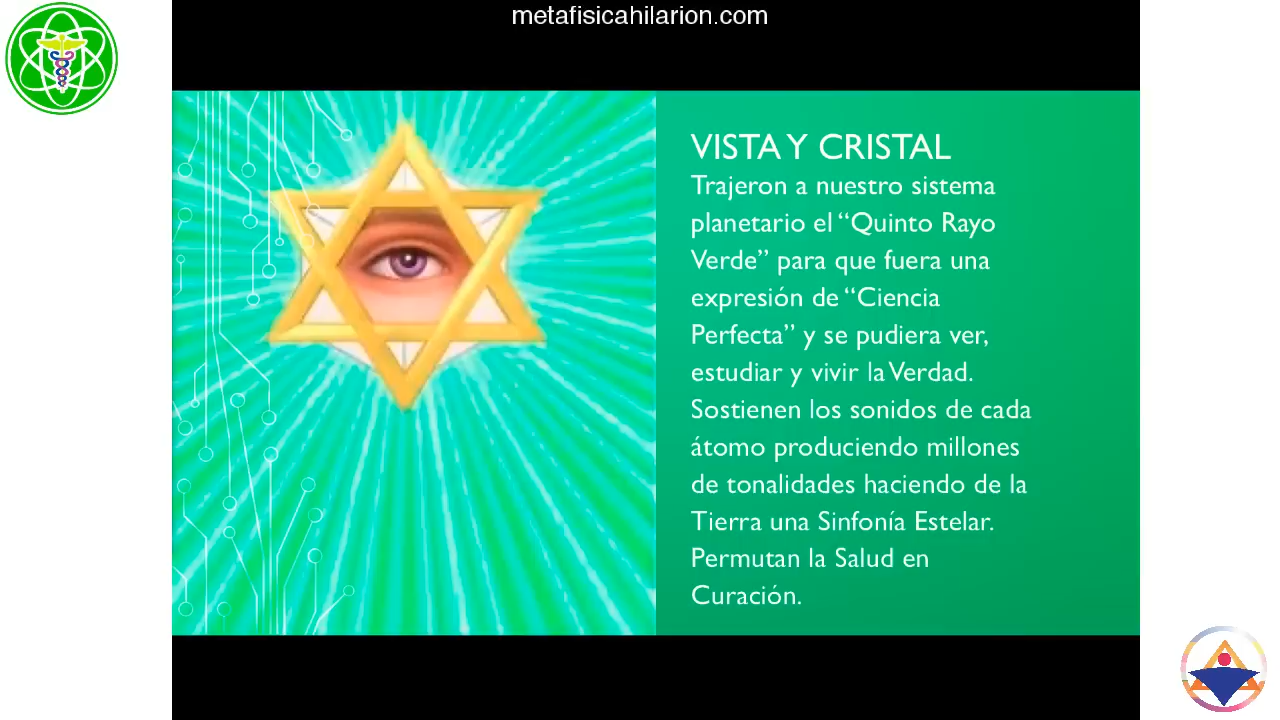 metafisicahilarion.com
VISTA Y CRISTAL
Trajeron a nuestro sistema
planetario el “Quinto Rayo
Verde” para que fuera una
expresión de “Ciencia
Perfecta” y se pudiera ver,
estudiar y vivir la Verdad.
Sostienen los sonidos de cada
átomo produciendo millones
de tonalidades haciendo de la
Tierra una Sinfonía Estelar.
Permutan la Salud en
Curación.